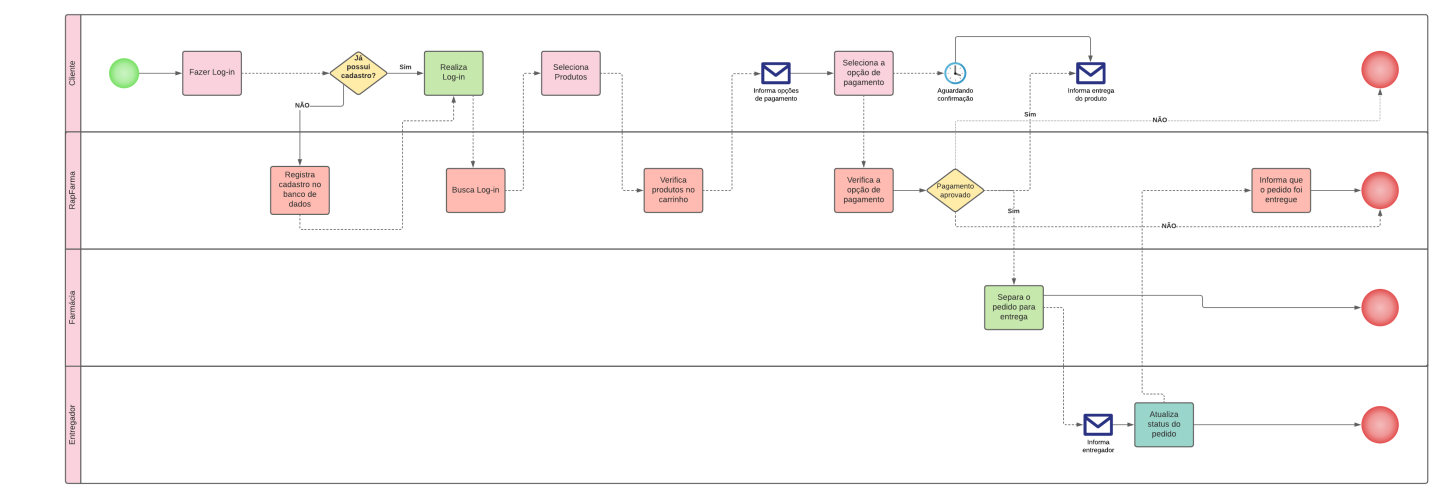 Cliente
Fazer Log-in
Já
possui
cadastro?
Sim
NÃO
Realiza
Log-in
Seleciona
Produtos
Informa opções
de pagamento
Seleciona a
opção de
pagamento
Aguardando
confirmação
Informa entrega
do produto
Sim
NÃO
RapFarma
Registra
cadastro no
banco de
dados
Busca Log-in
Verifica
produtos no
carrinho
Verifica a
opção de
pagamento
Pagamento
aprovado
Sim
NÃO
Informa que
o pedido foi
entregue
Farmácia
Separa o
pedido para
entrega
Entregador
Informa
entregador
Atualiza
status do
pedido